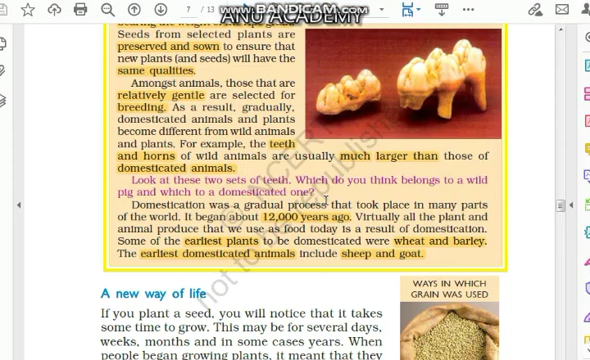 WWW.BANDICAM.COM
7 / 13
ANU ACADEMY
Seeds from selected plants are
preserved and sown to ensure that
new plants (and seeds) will have the
same qualities.
Amongst animals, those that are
relatively gentle are selected for
breeding. As a result, gradually,
domesticated animals and plants
become different from wild animals
and plants. For example, the teeth
and horns of wild animals are usually much larger than those of
domesticated animals.
Look at these two sets of teeth. Which do you think belongs to a wild
pig and which to a domesticated one?
Domestication was a gradual process that took place in many parts
of the world. It began about 12,000 years ago. Virtually all the plant and
animal produce that we use as food today is a result of domestication.
Some of the earliest plants to be domesticated were wheat and barley.
The earliest domesticated animals include sheep and goat.
A new way of life
If you plant a seed, you will notice that it takes
some time to grow. This may be for several days,
weeks, months and in some cases years. When
people began growing plants, it meant that they
WAYS IN WHICH
GRAIN WAS USED
© NCERT
not to be republished